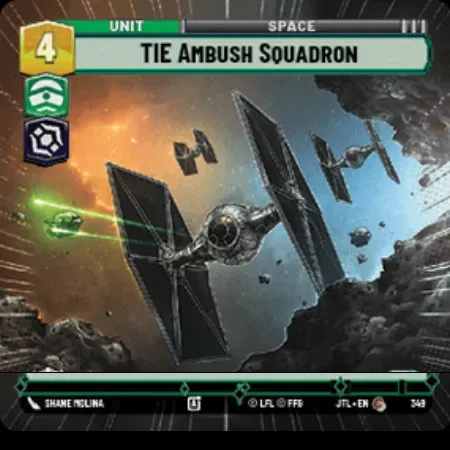 UNIT SPACE
4 TIE AMBUSH SQUADRON
SHANE MOLINA LFL FFG JTL • EN 349